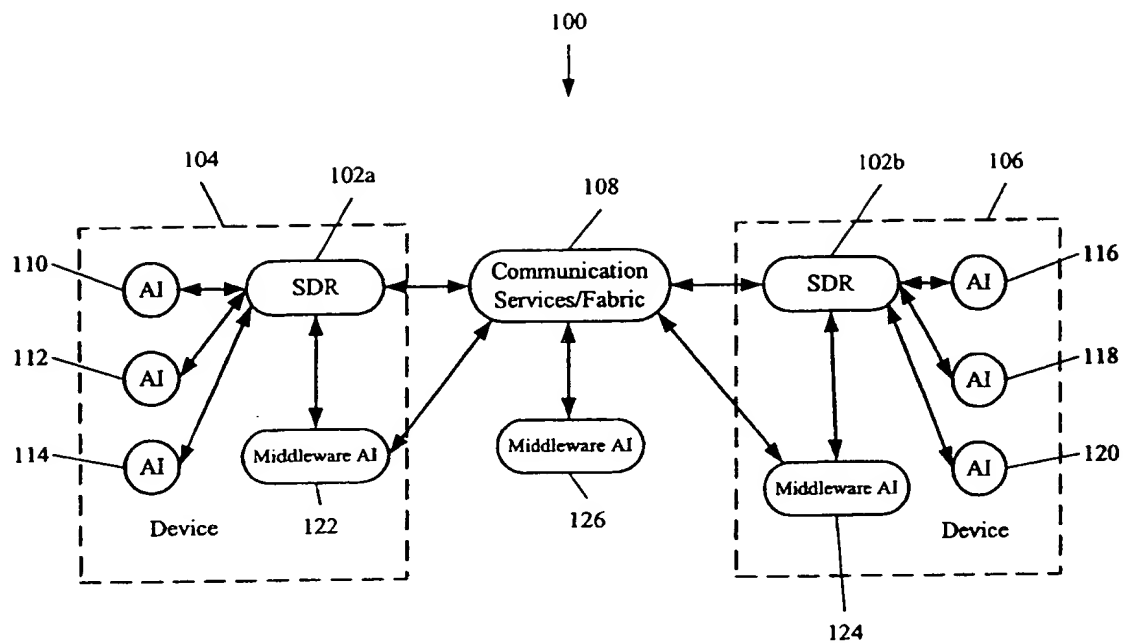 100
104
102a
108
102b
106
110
AI
SDR
Communication
Services/Fabric
SDR
AI
116
112
AI
AI
118
114
AI
Middleware AI
Middleware AI
Middleware AI
AI
120
Device
122
126
Device
124